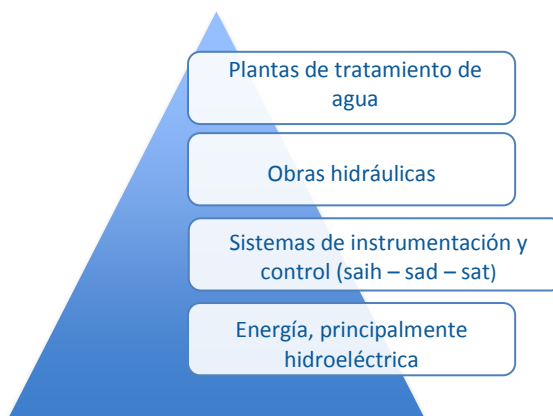 Plantas de tratamiento de
agua
Obras hidráulicas
Sistemas de instrumentación y
control (saih – sad – sat)
Energía, principalmente
hidroeléctrica